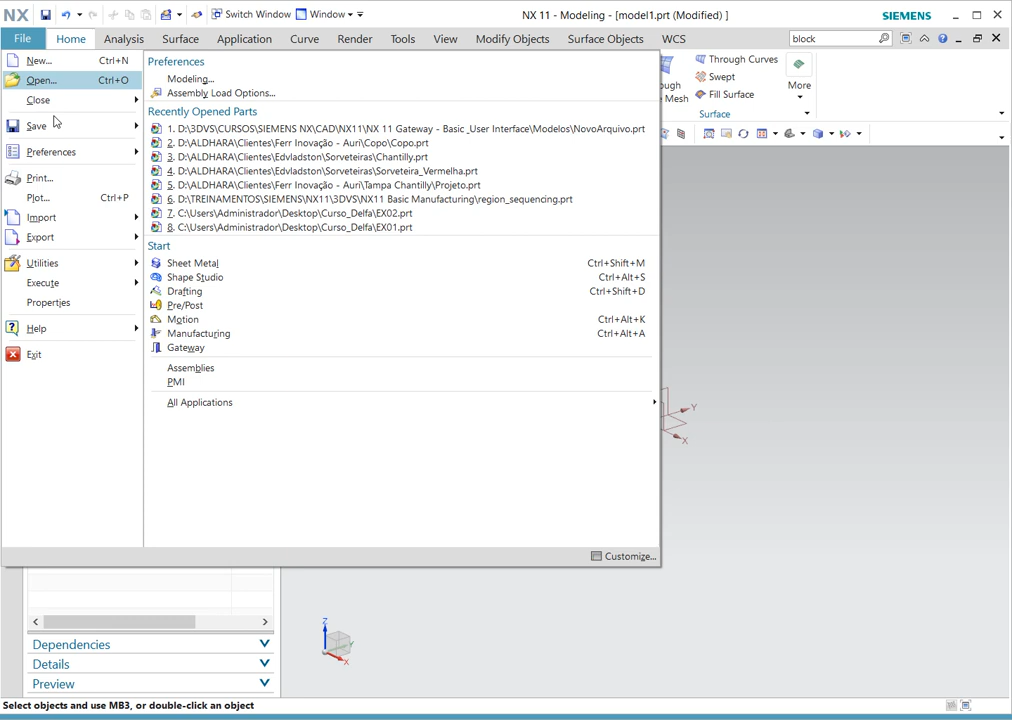 NX Switch Window Window NX 11 - Modeling - [model1.prt (Modified) ] SIEMENS
File Home Analysis Surface Application Curve Render Tools View Modify Objects Surface Objects WCS block
New... Ctrl+N
Open... Ctrl+O
Close
Save
Preferences
Print...
Plot... Ctrl+P
Import
Export
Utilities
Execute
Properties
Help
Exit
Preferences
Modeling...
Assembly Load Options...
Recently Opened Parts
1. D:\3DVS\CURSOS\SIEMENS NX\CAD\NX11\NX 11 Gateway - Basic_User Interface\Modelos\NovoArquivo.prt
2. D:\ALDHARA\Clientes\Ferr Inovação - Auri\Copo\Copo.prt
3. D:\ALDHARA\Clientes\Edvladston\Sorveteiras\Chantilly.prt
4. D:\ALDHARA\Clientes\Edvladston\Sorveteiras\Sorveteira_Vermelha.prt
5. D:\ALDHARA\Clientes\Ferr Inovação - Auri\Tampa Chantilly\Projeto.prt
6. D:\TREINAMENTOS\SIEMENS\NX11\3DVS\NX11 Basic Manufacturing\region_sequencing.prt
7. C:\Users\Administrador\Desktop\Curso_Delfa\EX02.prt
8. C:\Users\Administrador\Desktop\Curso_Delfa\EX01.prt
Start
Sheet Metal Ctrl+Shift+M
Shape Studio Ctrl+Alt+S
Drafting Ctrl+Shift+D
Pre/Post
Motion Ctrl+Alt+K
Manufacturing Ctrl+Alt+A
Gateway
Assemblies
PMI
All Applications
Customize...
ough
Mesh
Through Curves
Swept
Fill Surface
More
Surface
Y
X
Z
Y
X
Dependencies
Details
Preview
Select objects and use MB3, or double-click an object